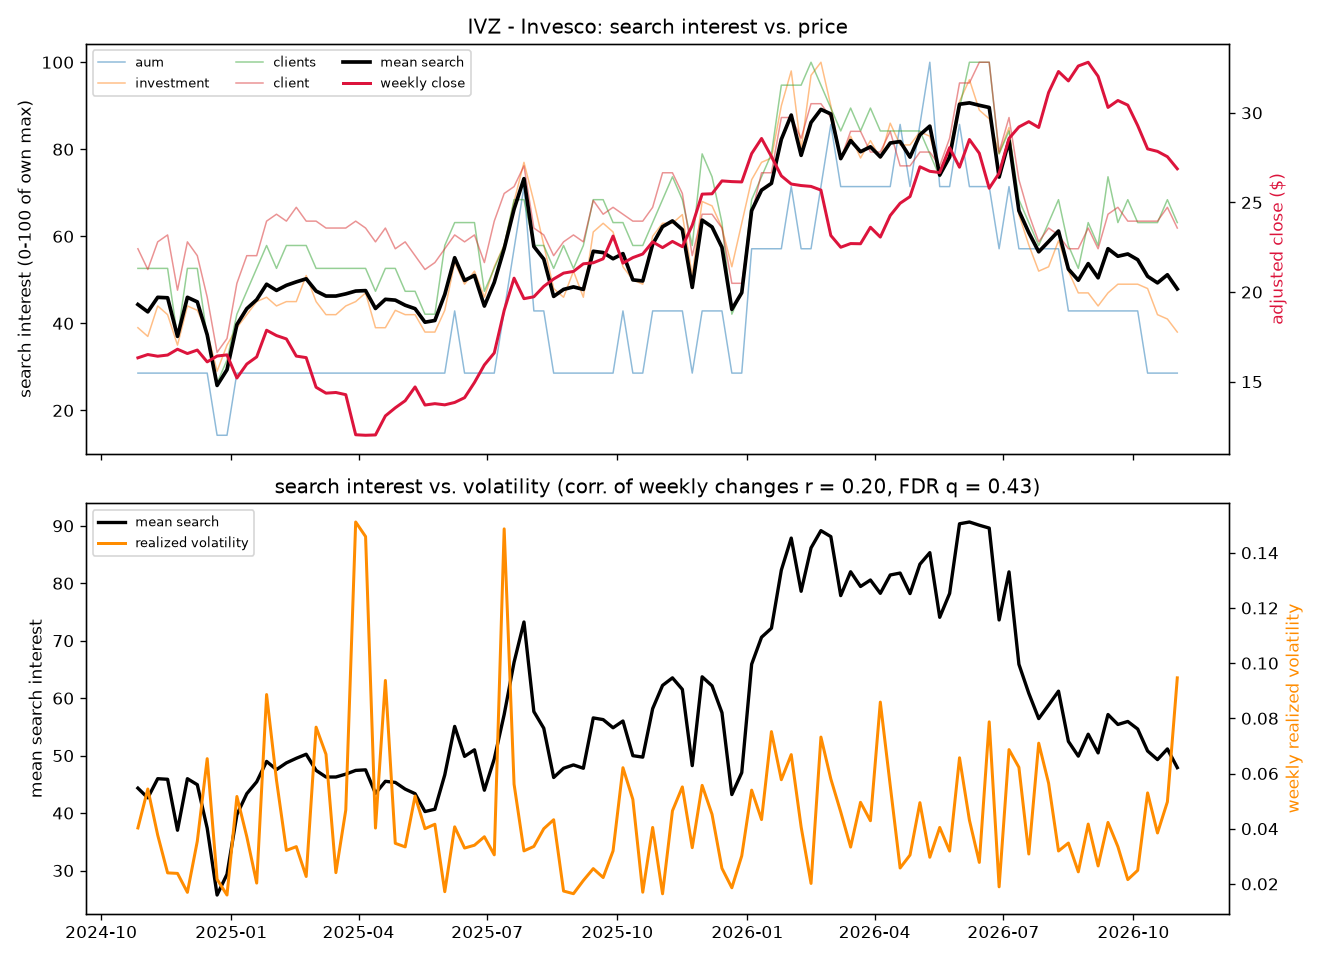 IVZ - Invesco: search interest vs. price
aum
investment
clients
client
mean search
weekly close
100
80
60
40
20
search interest (0-100 of own max)
30
25
20
15
adjusted close ($)
search interest vs. volatility (corr. of weekly changes r = 0.20, FDR q = 0.43)
mean search
realized volatility
90
80
70
60
50
40
30
mean search interest
0.14
0.12
0.10
0.08
0.06
0.04
0.02
weekly realized volatility
2024-10
2025-01
2025-04
2025-07
2025-10
2026-01
2026-04
2026-07
2026-10